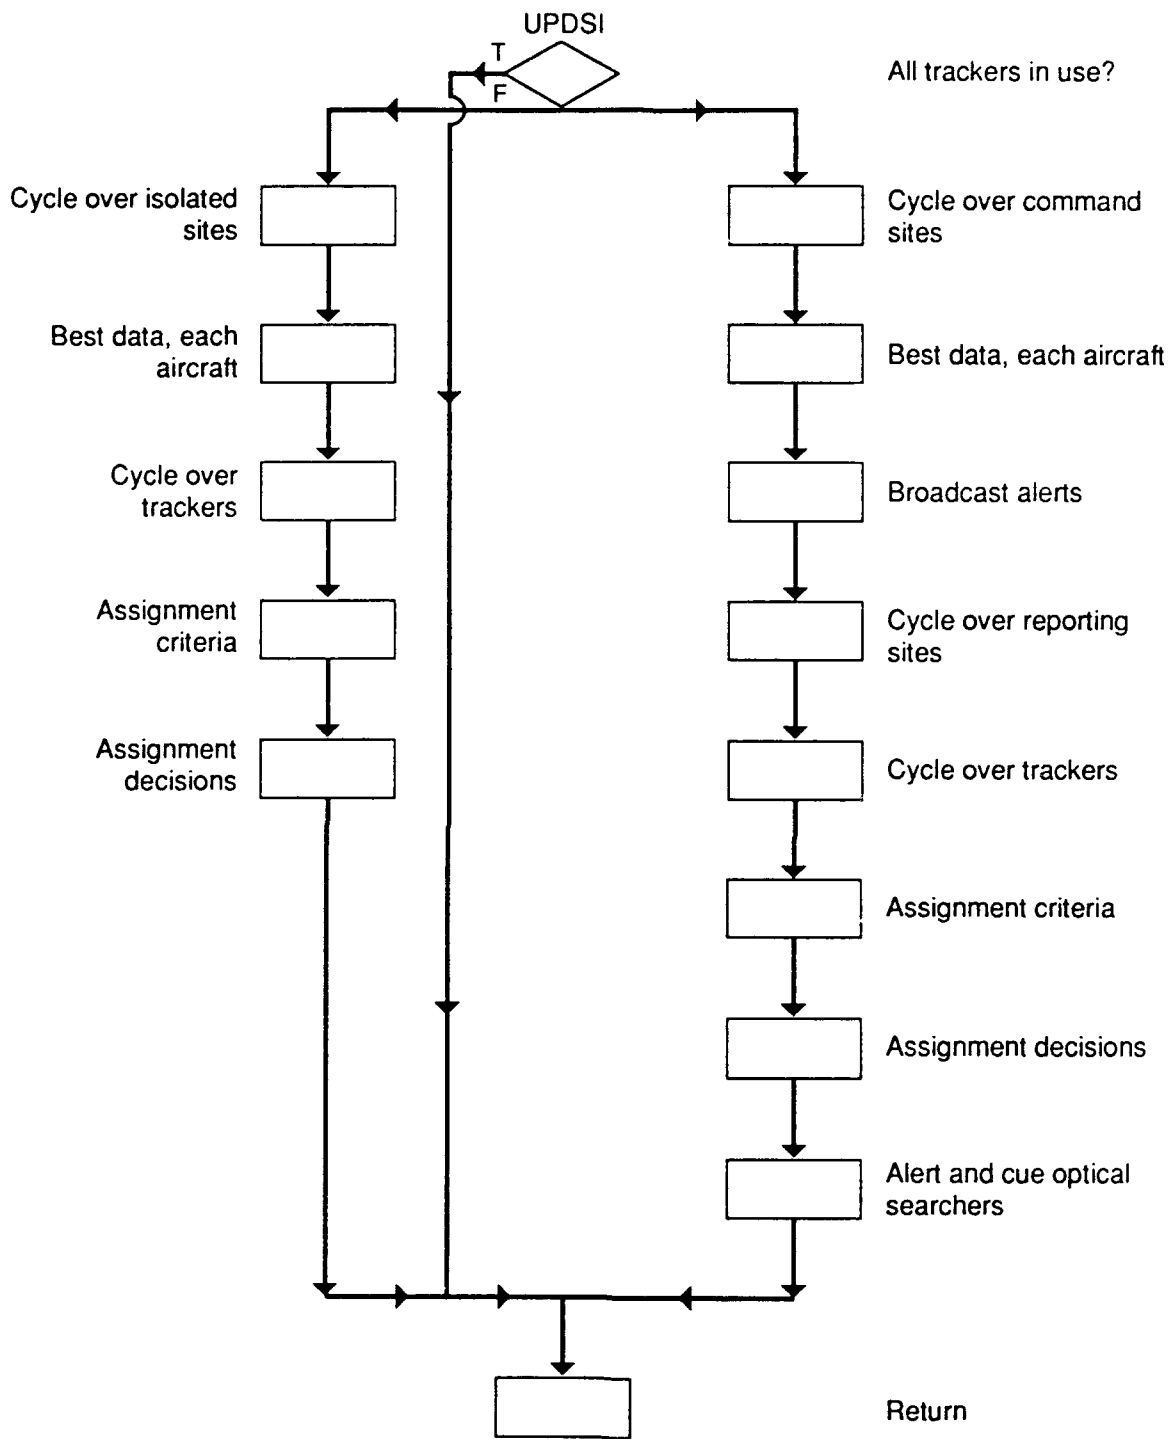 UPDSI
T
All trackers in use?
F
Cycle over isolated
sites
Cycle over command
sites
Best data, each
aircraft
Best data, each aircraft
Cycle over
trackers
Broadcast alerts
Assignment
criteria
Cycle over reporting
sites
Assignment
decisions
Cycle over trackers
Assignment criteria
Assignment decisions
Alert and cue optical
searchers
Return